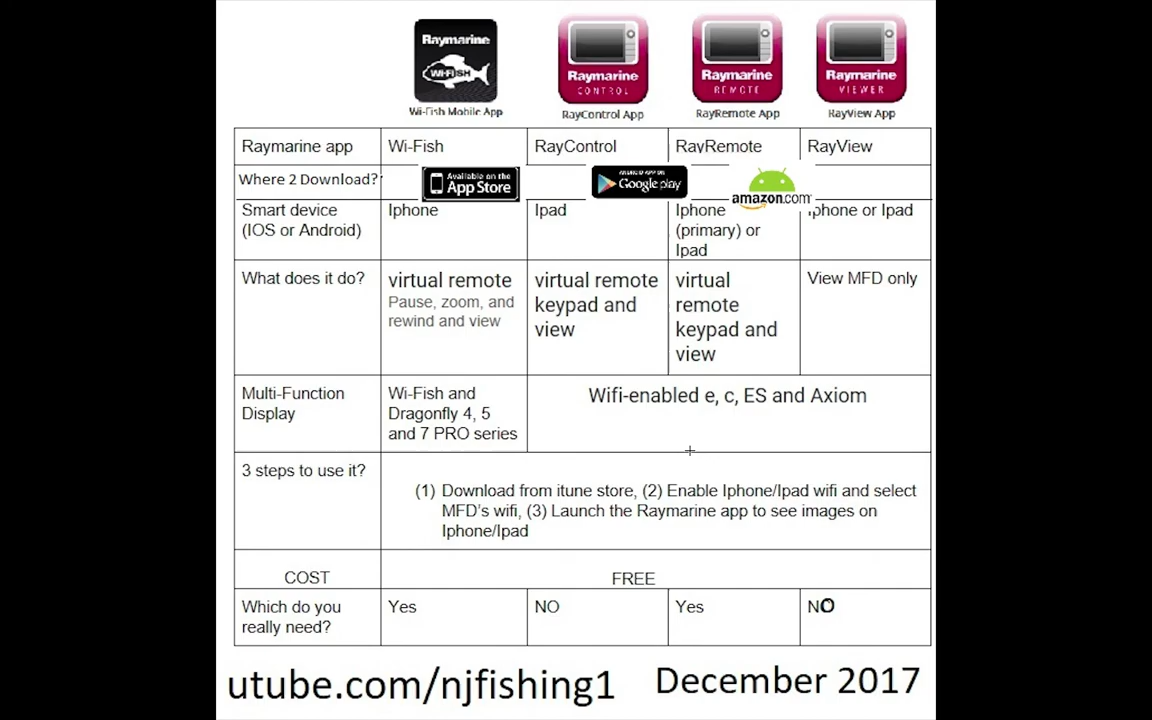 Raymarine
Wi-FiSH
Wi-Fish Mobile App
Raymarine
CONTROL
RayControl App
Raymarine
REMOTE
RayRemote App
Raymarine
VIEWER
RayView App
Raymarine app
Wi-Fish
RayControl
RayRemote
RayView
Where 2 Download?
Available on the
App Store
ANDROID APP ON
Google play
amazon.com
Smart device
(IOS or Android)
Iphone
Ipad
Iphone
(primary) or
Ipad
Iphone or Ipad
What does it do?
virtual remote
Pause, zoom, and
rewind and view
virtual remote
keypad and
view
virtual
remote
keypad and
view
View MFD only
Multi-Function
Display
Wi-Fish and
Dragonfly 4, 5
and 7 PRO series
Wifi-enabled e, c, ES and Axiom
3 steps to use it?
(1) Download from itune store, (2) Enable Iphone/Ipad wifi and select
MFD's wifi, (3) Launch the Raymarine app to see images on
Iphone/Ipad
COST
FREE
Which do you
really need?
Yes
NO
Yes
NO
utube.com/njfishing1
December 2017